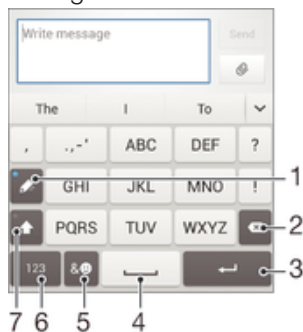 Write message
Send
The I To
, .,-' ABC DEF ?
GHI JKL MNO !
1
PQRS TUV WXYZ
2
123 &
3
7 6 5 4